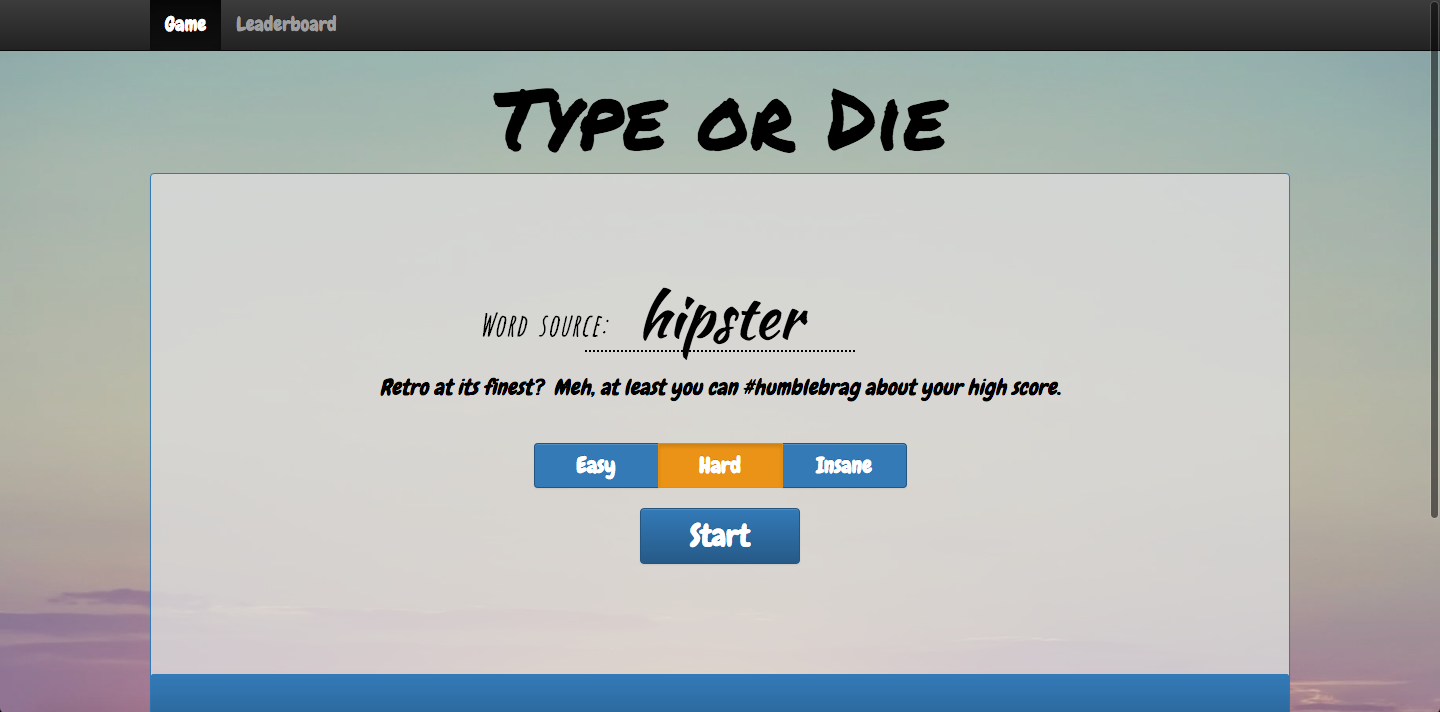 Game Leaderboard
Type or Die
Word source: hipster
Retro at its finest? Meh, at least you can #humblebrag about your high score.
Easy Hard Insane
Start